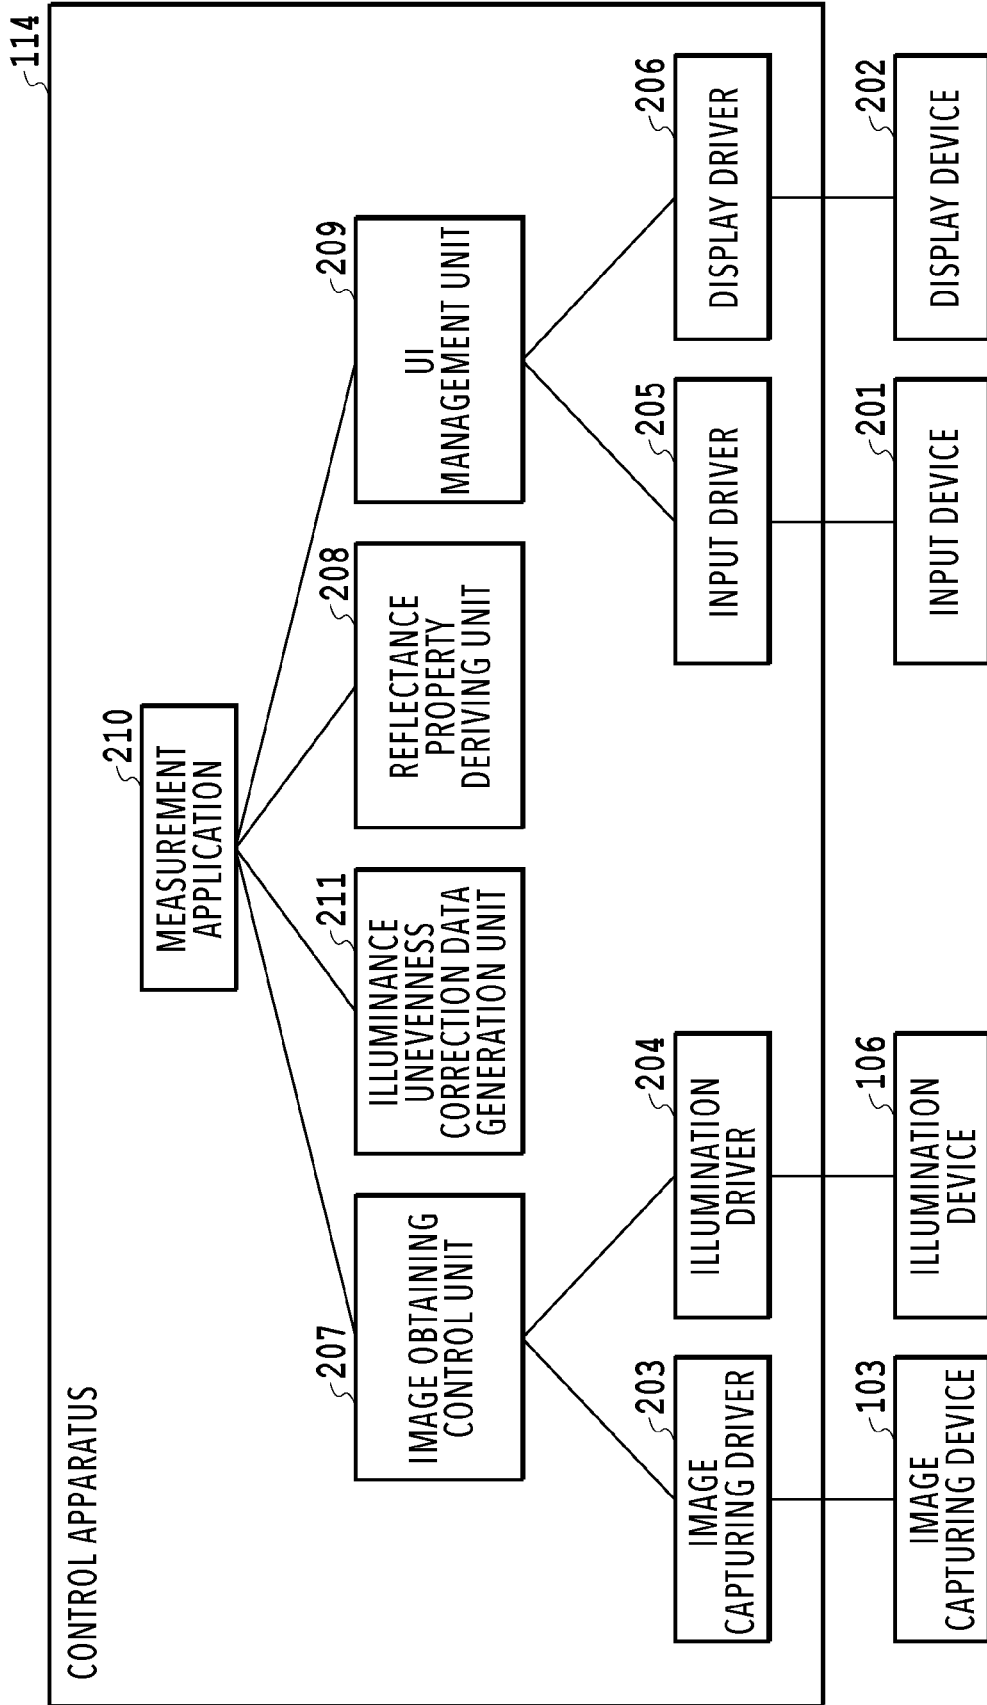 114
CONTROL APPARATUS
210
MEASUREMENT
APPLICATION
207
IMAGE OBTAINING
CONTROL UNIT
211
ILLUMINANCE
UNEVENNESS
CORRECTION DATA
GENERATION UNIT
208
REFLECTANCE
PROPERTY
DERIVING UNIT
209
UI
MANAGEMENT UNIT
203
IMAGE
CAPTURING DRIVER
204
ILLUMINATION
DRIVER
205
INPUT DRIVER
206
DISPLAY DRIVER
103
IMAGE
CAPTURING DEVICE
106
ILLUMINATION
DEVICE
201
INPUT DEVICE
202
DISPLAY DEVICE